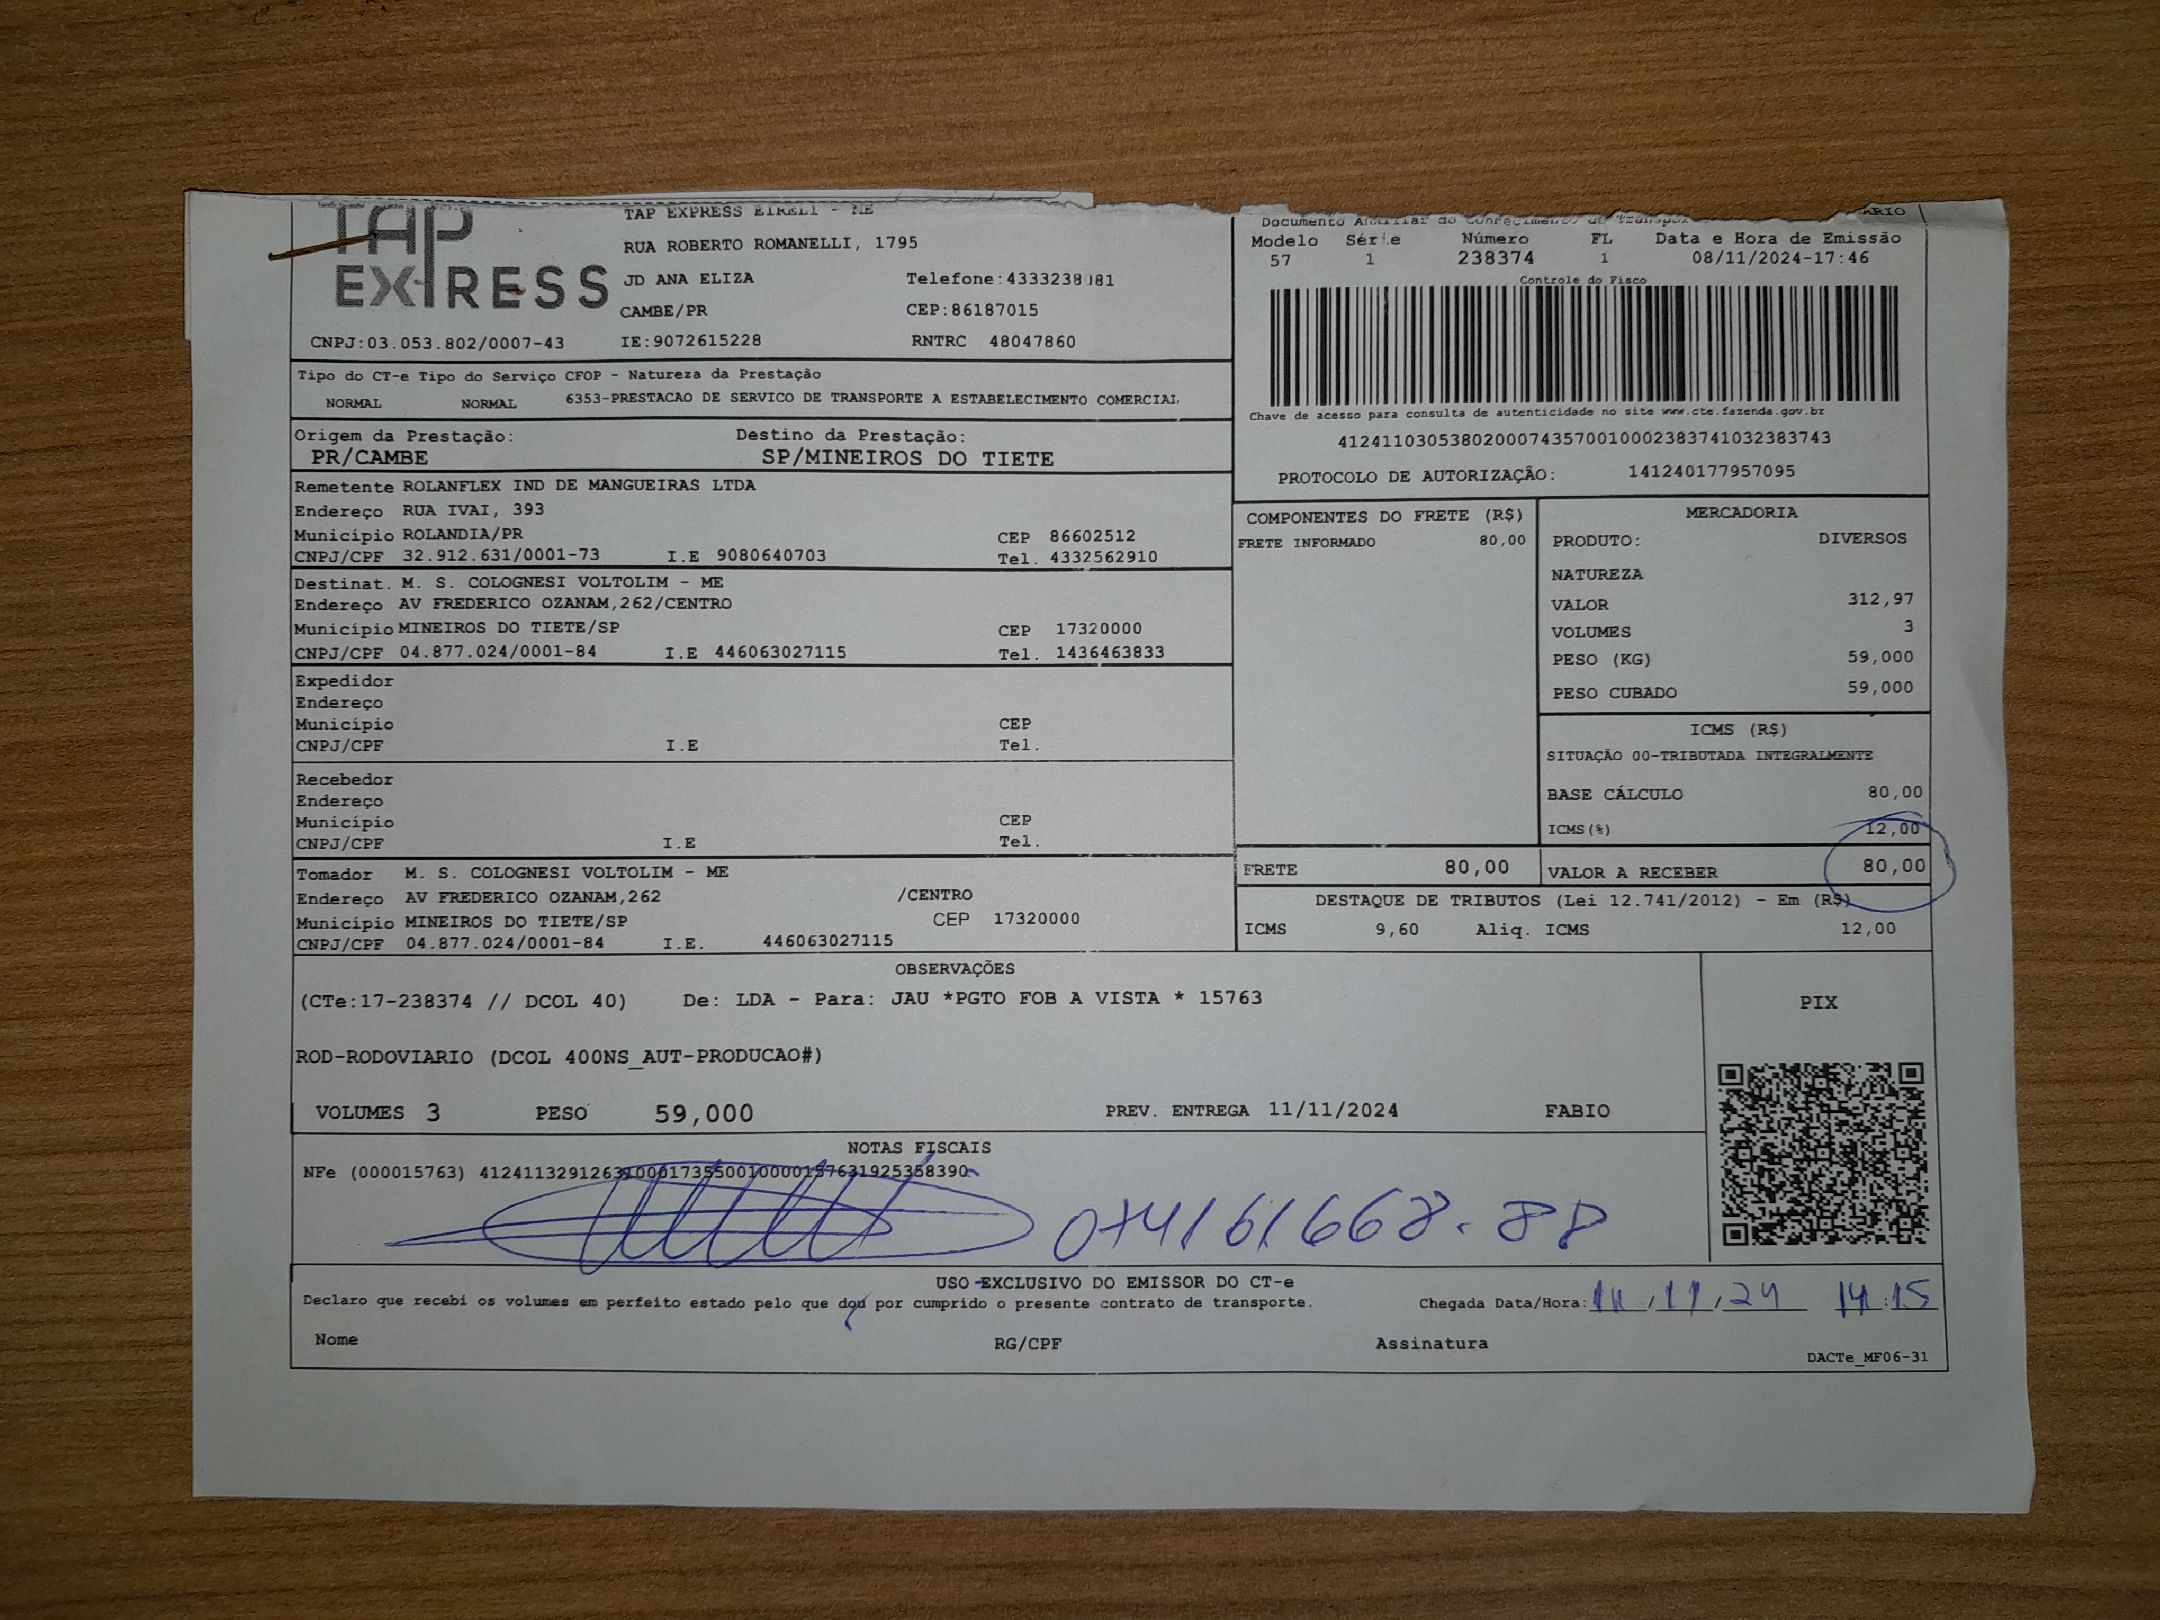 TAP
EXPRESS
TAP EXPRESS EIRELI - ME
RUA ROBERTO ROMANELLI, 1795
JD ANA ELIZA Telefone:433323
CAMBE/PR CEP:86187015
CNPJ:03.053.802/0007-43 IE:9072615228 RNTRC 48047860
Documento Auxiliar do Conhecimento de
Modelo Série Número FL Data e Hora de Emissão
57 1 238374 1 08/11/2024-17:46
Controle do Fisco
Chave de acesso para consulta de autenticidade no site www.cte.fazenda.gov.br
41241103053802000743570010002383741032383743
PROTOCOLO DE AUTORIZAÇÃO: 141240177957095
Tipo do CT-e Tipo do Serviço CFOP - Natureza da Prestação
NORMAL NORMAL 6353-PRESTACAO DE SERVICO DE TRANSPORTE A ESTABELECIMENTO COMERCIAL
Origem da Prestação: Destino da Prestação:
PR/CAMBE SP/MINEIROS DO TIETE
Remetente ROLANFLEX IND DE MANGUEIRAS LTDA
Endereço RUA IVAI, 393
Município ROLANDIA/PR CEP 86602512
CNPJ/CPF 32.912.631/0001-73 I.E 9080640703 Tel. 4332562910
Destinat. M. S. COLOGNESI VOLTOLIM - ME
Endereço AV FREDERICO OZANAM,262/CENTRO
Município MINEIROS DO TIETE/SP CEP 17320000
CNPJ/CPF 04.877.024/0001-84 I.E 446063027115 Tel. 1436463833
Expedidor
Endereço
Município CEP
CNPJ/CPF I.E Tel.
Recebedor
Endereço
Município CEP
CNPJ/CPF I.E Tel.
Tomador M. S. COLOGNESI VOLTOLIM - ME
Endereço AV FREDERICO OZANAM,262 /CENTRO
Município MINEIROS DO TIETE/SP CEP 17320000
CNPJ/CPF 04.877.024/0001-84 I.E. 446063027115
COMPONENTES DO FRETE (R$)
FRETE INFORMADO 80,00
MERCADORIA
PRODUTO: DIVERSOS
NATUREZA
VALOR 312,97
VOLUMES 3
PESO (KG) 59,000
PESO CUBADO 59,000
ICMS (R$)
SITUAÇÃO 00-TRIBUTADA INTEGRALMENTE
BASE CÁLCULO 80,00
ICMS(%) 12,00
FRETE 80,00 VALOR A RECEBER 80,00
DESTAQUE DE TRIBUTOS (Lei 12.741/2012) - Em (R$)
ICMS 9,60 Aliq. ICMS 12,00
OBSERVAÇÕES
(CTe:17-238374 // DCOL 40) De: LDA - Para: JAU *PGTO FOB A VISTA * 15763
ROD-RODOVIARIO (DCOL 400NS_AUT-PRODUCAO#)
VOLUMES 3 PESO 59,000 PREV. ENTREGA 11/11/2024 FABIO
PIX
NOTAS FISCAIS
NFe (000015763) 41241132912631000173550010000157631925358390
USO EXCLUSIVO DO EMISSOR DO CT-e
Declaro que recebi os volumes em perfeito estado pelo que dou por cumprido o presente contrato de transporte. Chegada Data/Hora: 11,11,24 14:15
Nome RG/CPF Assinatura
DACTe_MF06-31